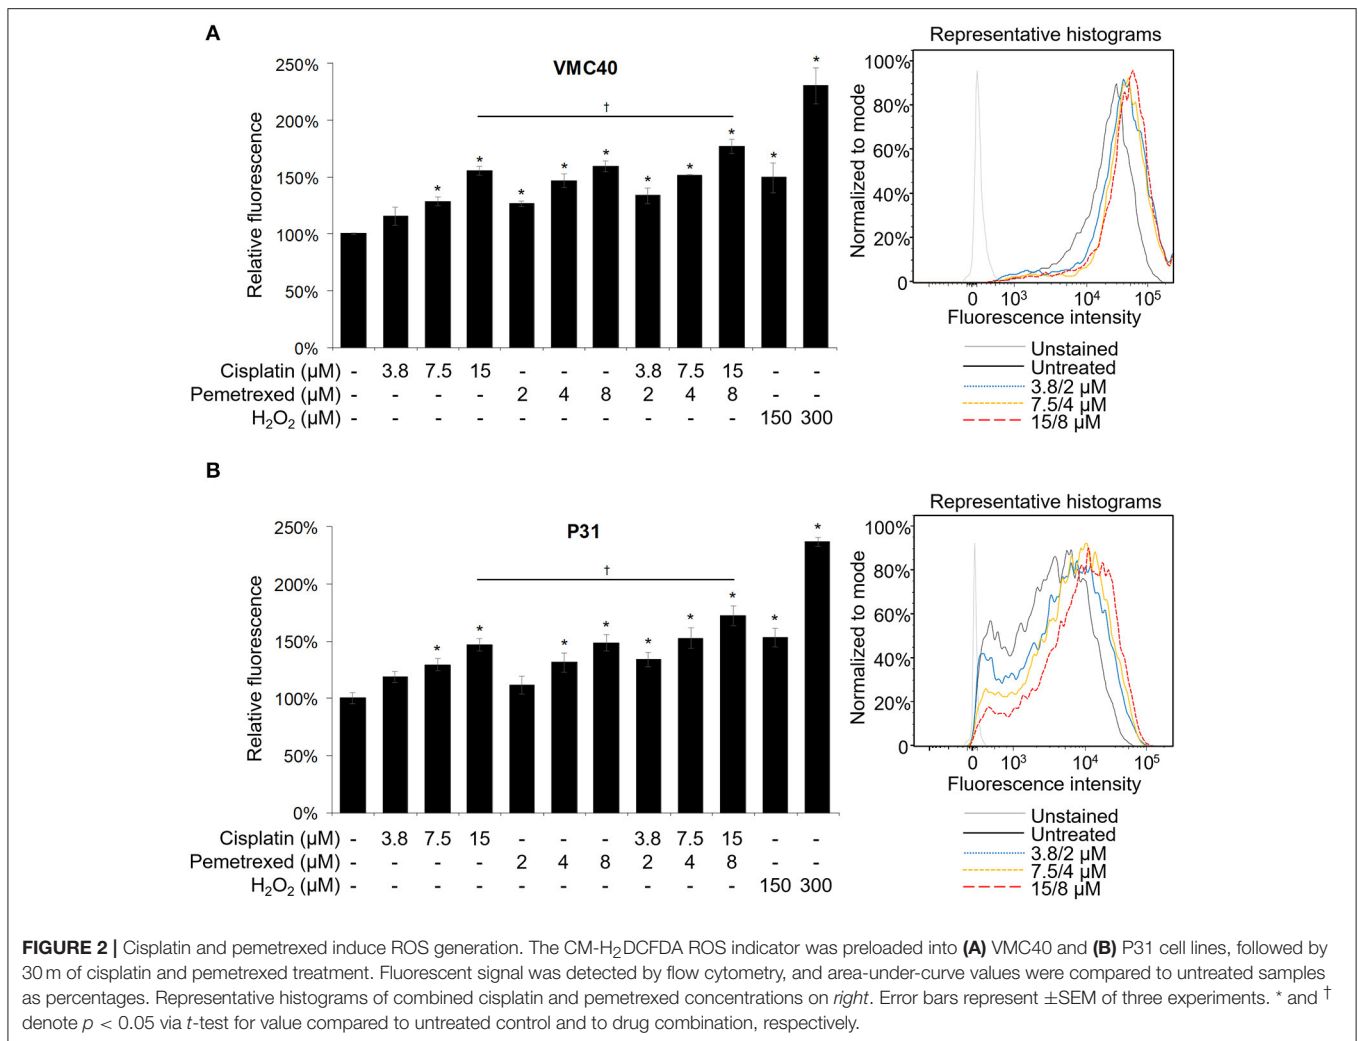 A
VMC40
Relative fluorescence
250%
200%
150%
100%
50%
0%
*
*
*
*
*
*
*
*
*
*
†
Cisplatin (µM) - 3.8 7.5 15 - - - 3.8 7.5 15 - -
Pemetrexed (µM) - - - - 2 4 8 2 4 8 - -
H₂O₂ (µM) - - - - - - - - - - 150 300
Representative histograms
Normalized to mode
100%
80%
60%
40%
20%
0
0 10³ 10⁴ 10⁵
Fluorescence intensity
Unstained
Untreated
3.8/2 µM
7.5/4 µM
15/8 µM
B
P31
Relative fluorescence
250%
200%
150%
100%
50%
0%
*
*
*
*
*
*
*
*
*
†
Cisplatin (µM) - 3.8 7.5 15 - - - 3.8 7.5 15 - -
Pemetrexed (µM) - - - - 2 4 8 2 4 8 - -
H₂O₂ (µM) - - - - - - - - - - 150 300
Representative histograms
Normalized to mode
100%
80%
60%
40%
20%
0
0 10³ 10⁴ 10⁵
Fluorescence intensity
Unstained
Untreated
3.8/2 µM
7.5/4 µM
15/8 µM
FIGURE 2 | Cisplatin and pemetrexed induce ROS generation. The CM-H₂DCFDA ROS indicator was preloaded into (A) VMC40 and (B) P31 cell lines, followed by
30 m of cisplatin and pemetrexed treatment. Fluorescent signal was detected by flow cytometry, and area-under-curve values were compared to untreated samples
as percentages. Representative histograms of combined cisplatin and pemetrexed concentrations on right. Error bars represent ±SEM of three experiments. * and †
denote p < 0.05 via t-test for value compared to untreated control and to drug combination, respectively.